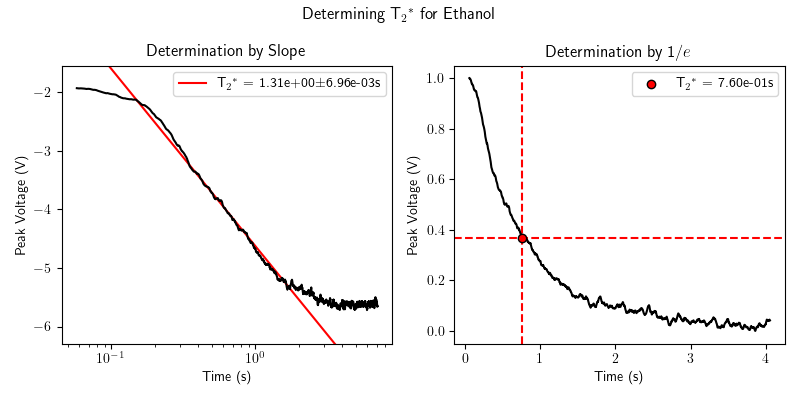 Determining T₂* for Ethanol
Determination by Slope
T₂* = 1.31e+00±6.96e-03s
Peak Voltage (V)
−2
−3
−4
−5
−6
10⁻¹
10⁰
Time (s)
Determination by 1/e
T₂* = 7.60e-01s
Peak Voltage (V)
1.0
0.8
0.6
0.4
0.2
0.0
0
1
2
3
4
Time (s)